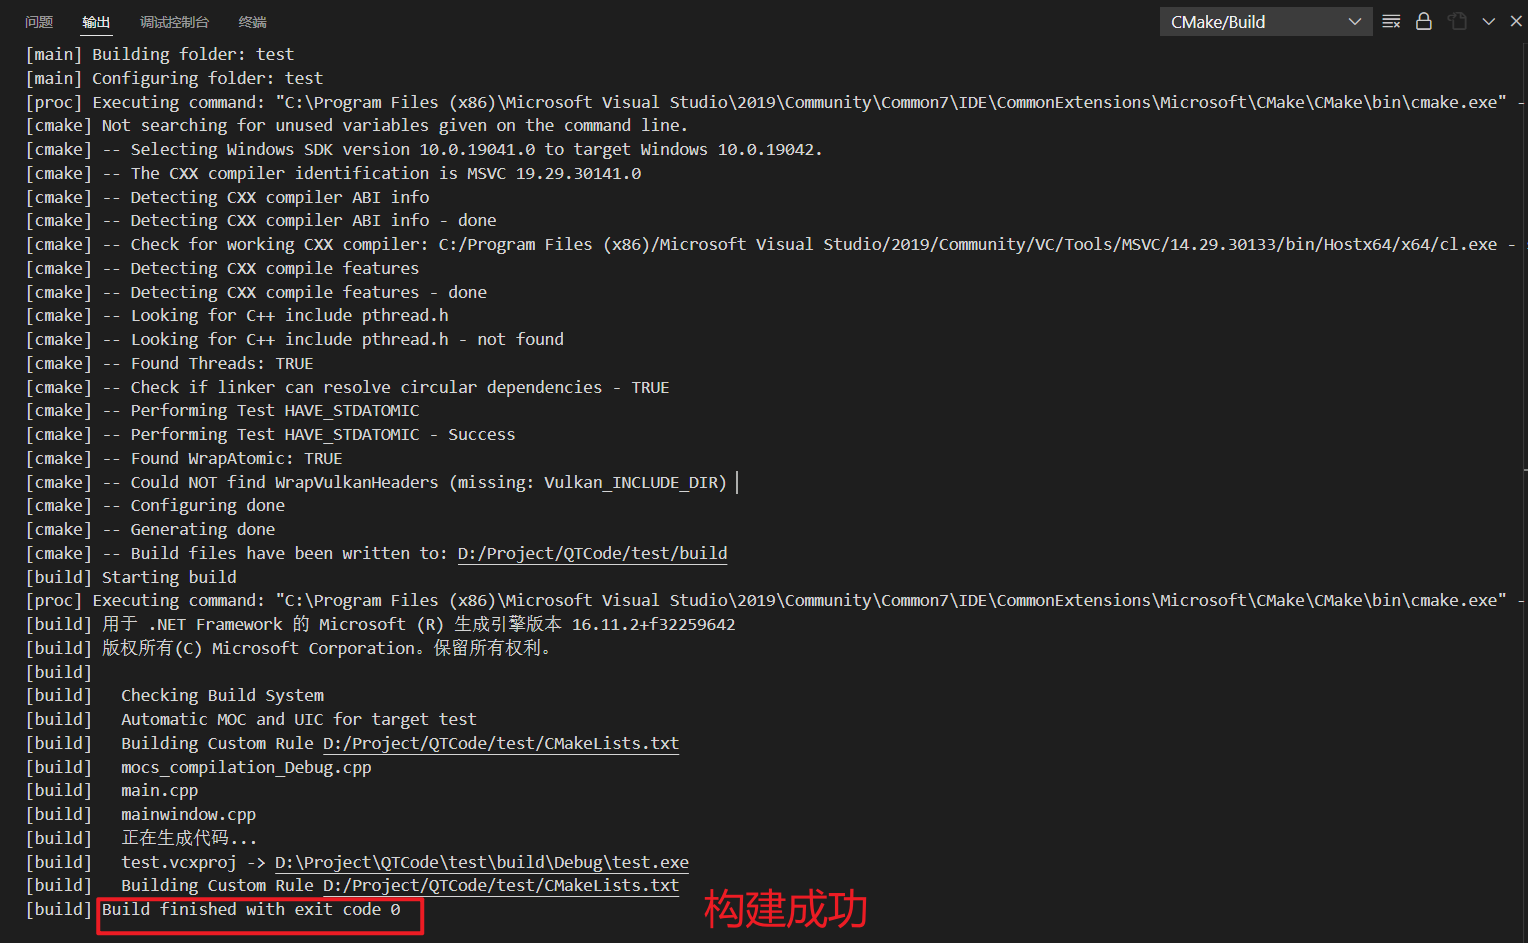 问题 输出 调试控制台 终端 CMake/Build
[main] Building folder: test
[main] Configuring folder: test
[proc] Executing command: "C:\Program Files (x86)\Microsoft Visual Studio\2019\Community\Common7\IDE\CommonExtensions\Microsoft\CMake\CMake\bin\cmake.exe" -
[cmake] Not searching for unused variables given on the command line.
[cmake] -- Selecting Windows SDK version 10.0.19041.0 to target Windows 10.0.19042.
[cmake] -- The CXX compiler identification is MSVC 19.29.30141.0
[cmake] -- Detecting CXX compiler ABI info
[cmake] -- Detecting CXX compiler ABI info - done
[cmake] -- Check for working CXX compiler: C:/Program Files (x86)/Microsoft Visual Studio/2019/Community/VC/Tools/MSVC/14.29.30133/bin/Hostx64/x64/cl.exe -
[cmake] -- Detecting CXX compile features
[cmake] -- Detecting CXX compile features - done
[cmake] -- Looking for C++ include pthread.h
[cmake] -- Looking for C++ include pthread.h - not found
[cmake] -- Found Threads: TRUE
[cmake] -- Check if linker can resolve circular dependencies - TRUE
[cmake] -- Performing Test HAVE_STDATOMIC
[cmake] -- Performing Test HAVE_STDATOMIC - Success
[cmake] -- Found WrapAtomic: TRUE
[cmake] -- Could NOT find WrapVulkanHeaders (missing: Vulkan_INCLUDE_DIR)
[cmake] -- Configuring done
[cmake] -- Generating done
[cmake] -- Build files have been written to: D:/Project/QTCode/test/build
[build] Starting build
[proc] Executing command: "C:\Program Files (x86)\Microsoft Visual Studio\2019\Community\Common7\IDE\CommonExtensions\Microsoft\CMake\CMake\bin\cmake.exe" -
[build] 用于 .NET Framework 的 Microsoft (R) 生成引擎版本 16.11.2+f32259642
[build] 版权所有(C) Microsoft Corporation。保留所有权利。
[build]
[build] Checking Build System
[build] Automatic MOC and UIC for target test
[build] Building Custom Rule D:/Project/QTCode/test/CMakeLists.txt
[build] mocs_compilation_Debug.cpp
[build] main.cpp
[build] mainwindow.cpp
[build] 正在生成代码...
[build] test.vcxproj -> D:\Project\QTCode\test\build\Debug\test.exe
[build] Building Custom Rule D:/Project/QTCode/test/CMakeLists.txt
[build] Build finished with exit code 0 构建成功